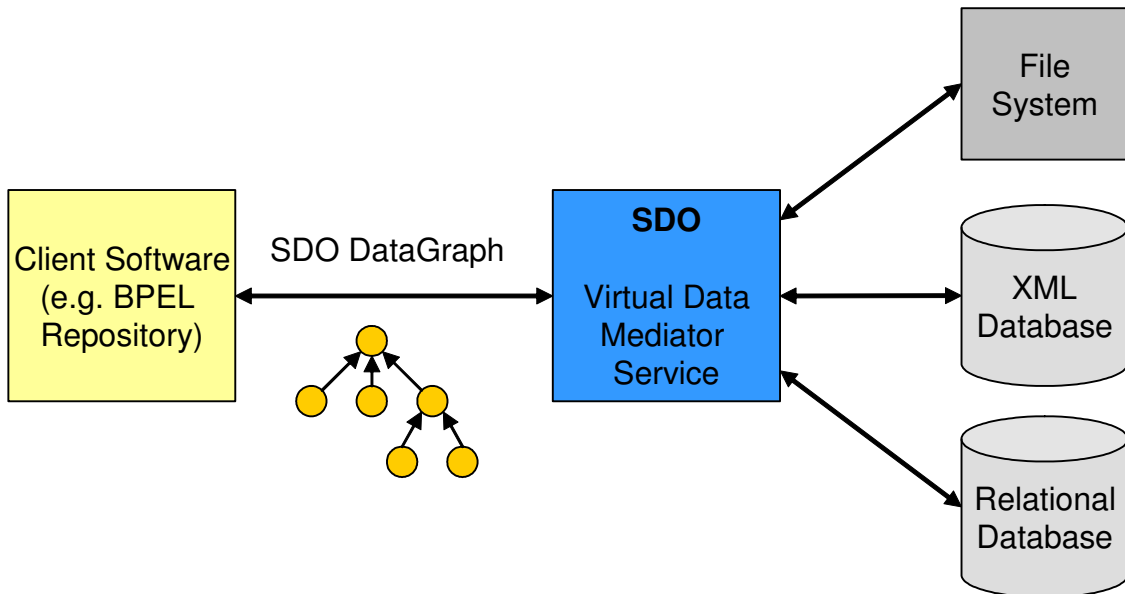 File
System
Client Software
(e.g. BPEL
Repository)
SDO DataGraph
SDO
Virtual Data
Mediator
Service
XML
Database
Relational
Database